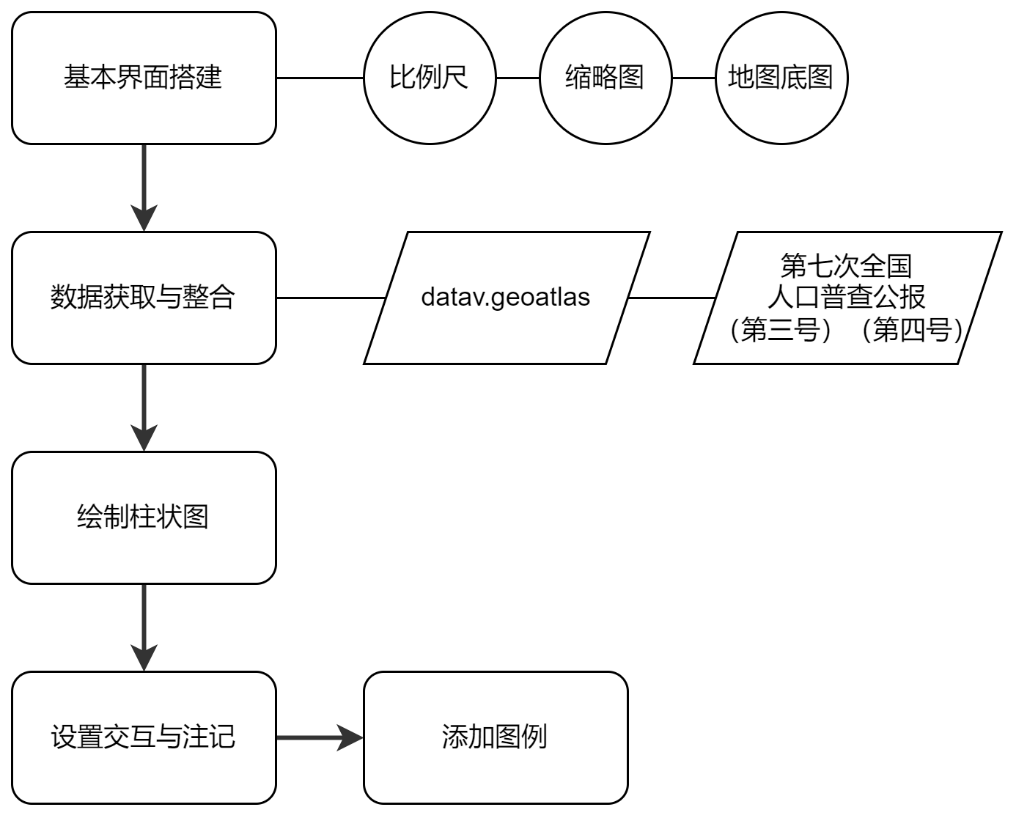 基本界面搭建
比例尺
缩略图
地图底图
数据获取与整合
datav.geoatlas
第七次全国
人口普查公报
（第三号）（第四号）
绘制柱状图
设置交互与注记
添加图例